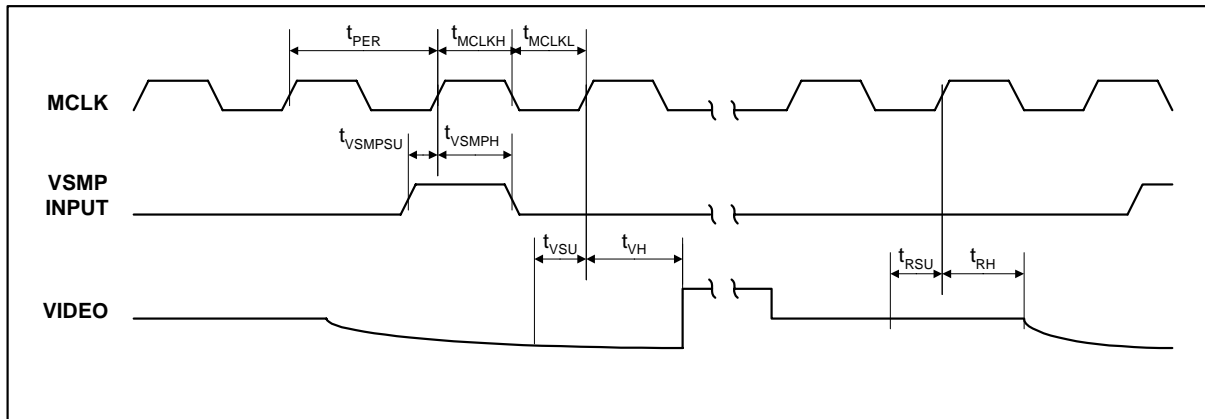 tPER tMCLKH tMCLKL
MCLK
tVSMPSU tVSMPH
VSMP
INPUT
tVSU tVH tRSU tRH
VIDEO